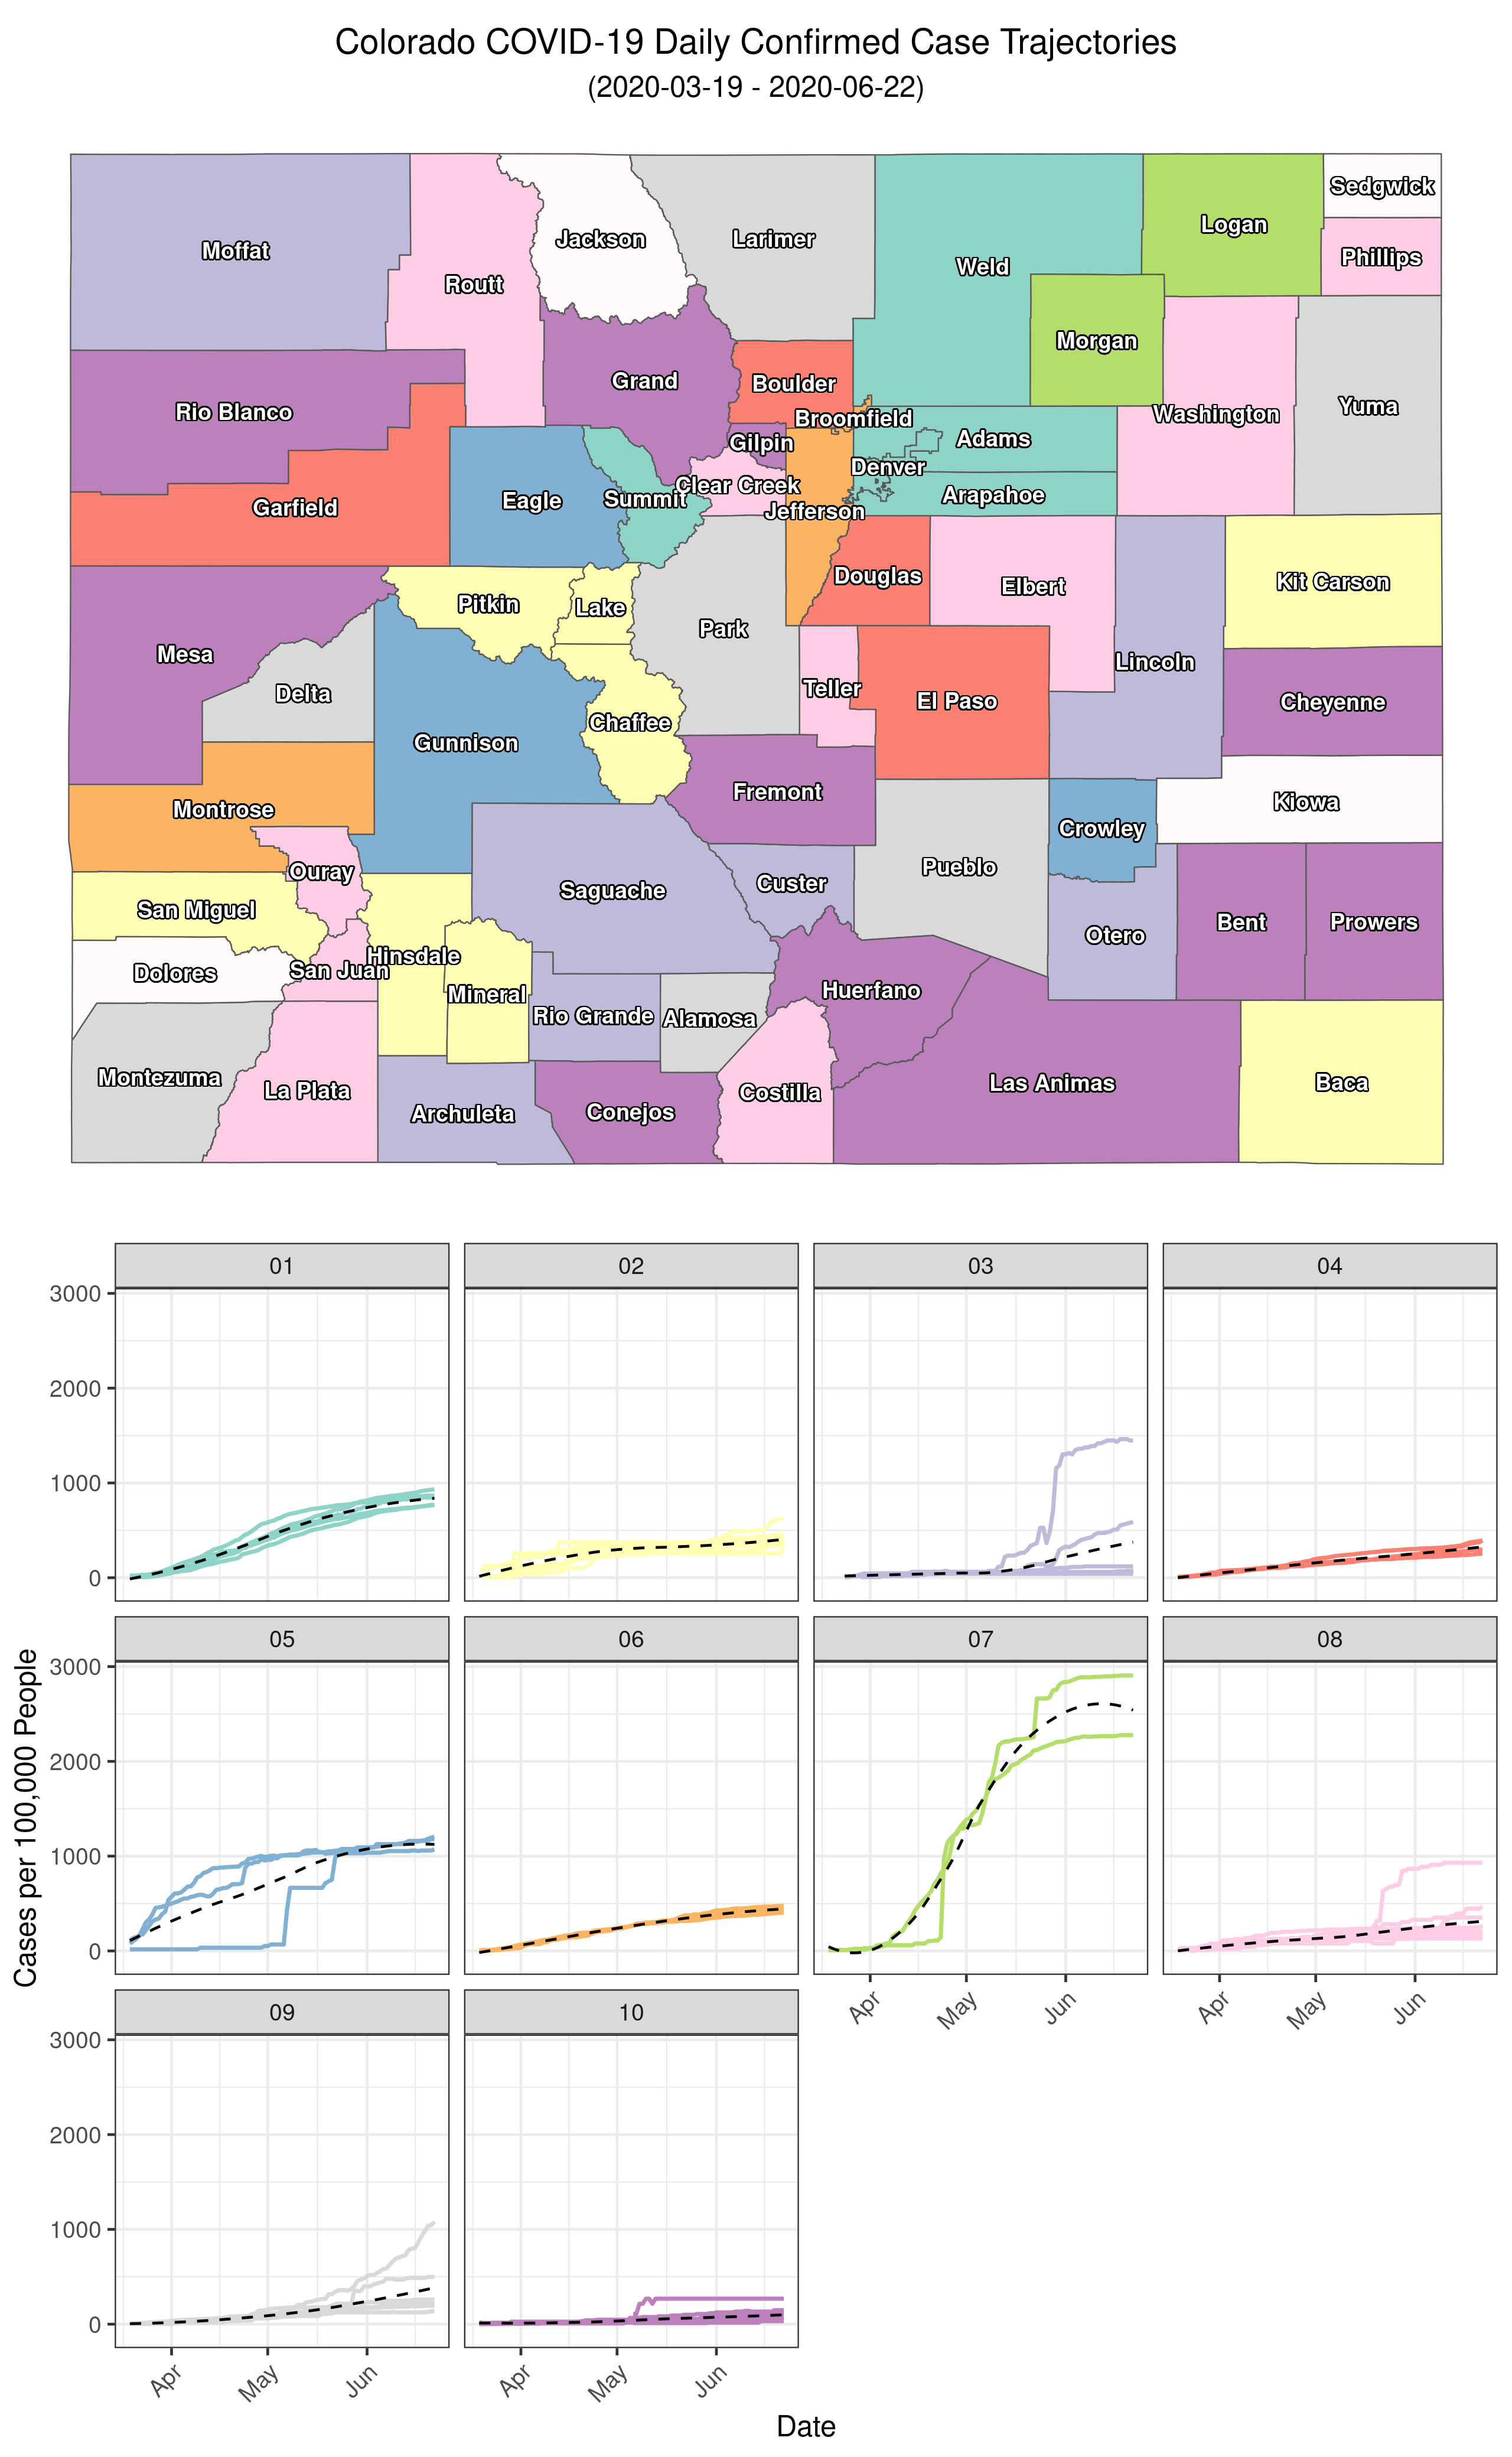 Colorado COVID-19 Daily Confirmed Case Trajectories
(2020-03-19 - 2020-06-22)
Sedgwick
Logan
Moffat
Jackson
Larimer
Phillips
Weld
Routt
Morgan
Grand
Boulder
Yuma
Rio Blanco
Washington
Broomfield
Gilpin
Adams
Denver
Clear Creek
Eagle
Summit
Arapahoe
Garfield
Jefferson
Douglas
Kit Carson
Elbert
Pitkin
Lake
Park
Mesa
Lincoln
Delta
Teller
El Paso
Cheyenne
Chaffee
Gunnison
Fremont
Kiowa
Montrose
Crowley
Pueblo
Ouray
Custer
Saguache
San Miguel
Bent
Prowers
Otero
Hinsdale
Dolores
San Juan
Mineral
Huerfano
Rio Grande
Alamosa
Montezuma
La Plata
Las Animas
Baca
Costilla
Archuleta
Conejos
01
02
03
04
3000
2000
1000
0
05
06
07
08
3000
2000
1000
0
Apr
May
Jun
Apr
May
Jun
09
10
3000
2000
1000
0
Apr
May
Jun
Apr
May
Jun
Cases per 100,000 People
Date